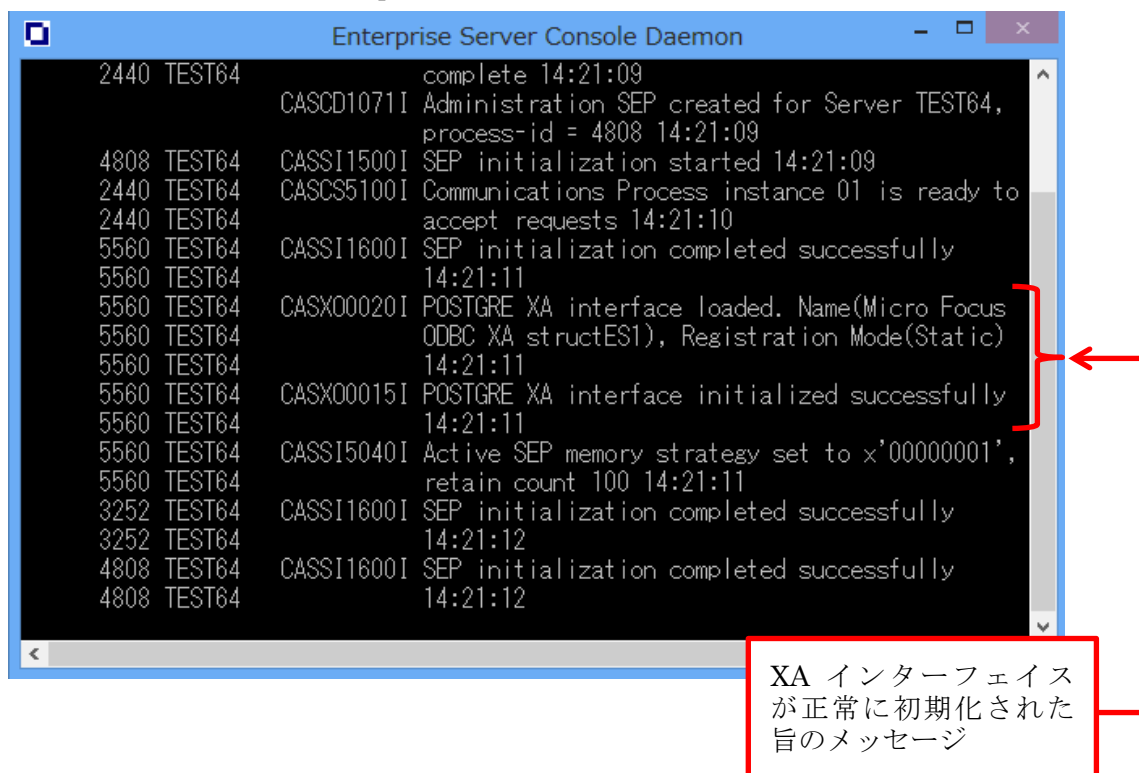 Enterprise Server Console Daemon
2440 TEST64 complete 14:21:09
CASCD1071I Administration SEP created for Server TEST64,
process-id = 4808 14:21:09
4808 TEST64 CASSI1500I SEP initialization started 14:21:09
2440 TEST64 CASCS5100I Communications Process instance 01 is ready to
2440 TEST64 accept requests 14:21:10
5560 TEST64 CASSI1600I SEP initialization completed successfully
5560 TEST64 14:21:11
5560 TEST64 CASXO0020I POSTGRE XA interface loaded. Name(Micro Focus
5560 TEST64 ODBC XA structES1), Registration Mode(Static)
5560 TEST64 14:21:11
5560 TEST64 CASXO0015I POSTGRE XA interface initialized successfully
5560 TEST64 14:21:11
5560 TEST64 CASSI5040I Active SEP memory strategy set to x'00000001',
5560 TEST64 retain count 100 14:21:11
3252 TEST64 CASSI1600I SEP initialization completed successfully
3252 TEST64 14:21:12
4808 TEST64 CASSI1600I SEP initialization completed successfully
4808 TEST64 14:21:12
XA インターフェイス
が正常に初期化された
旨のメッセージ